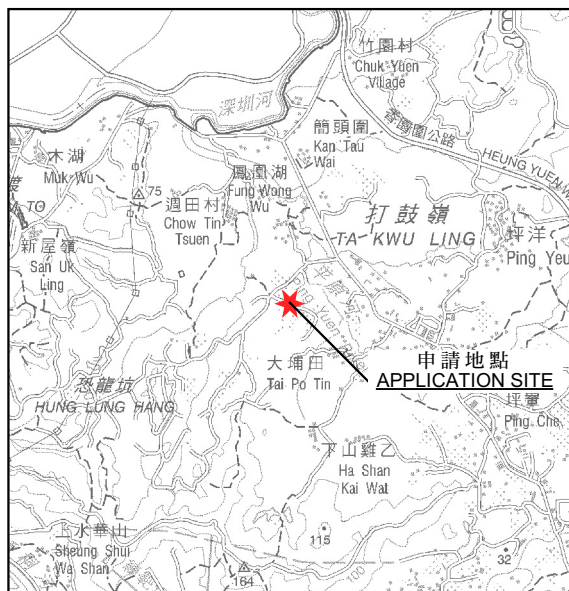 竹園村
Chuk Yuen
Village
深圳河
香園圍公路
HEUNG YUEN W
簡頭圍
Kan Tau
Wai
木湖
Muk Wu
鳳凰湖
Fung Wong
Wu
75
週田村
Chow Tin
Tsuen
打鼓嶺
TA KWU LING
坪洋
Ping Yeu
新屋嶺
San Uk
Ling
大埔田
Tai Po Tin
申請地點
APPLICATION SITE
恐龍坑
HUNG LUNG HANG
坪輋
Ping Che
下山雞乙
Ha Shan
Kai Wat
上水華山
Sheung Shui
Wa Shan
115
32
164
100